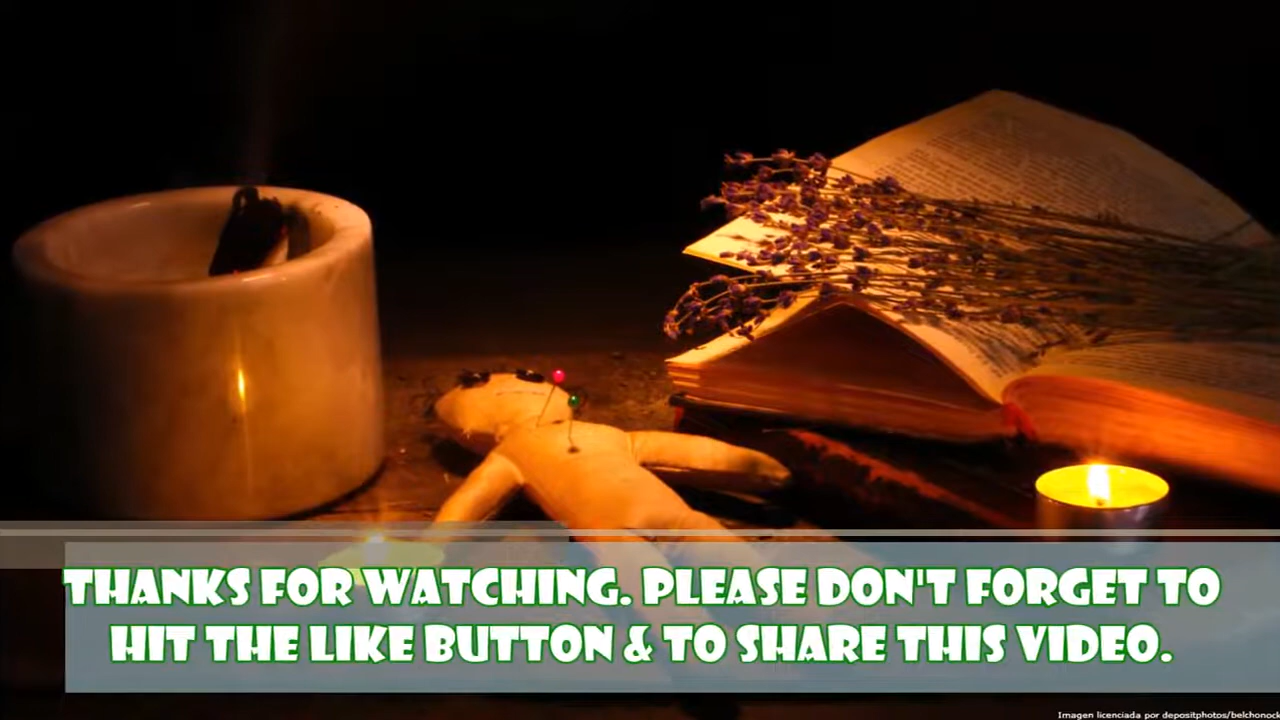 THANKS FOR WATCHING. PLEASE DON'T FORGET TO
HIT THE LIKE BUTTON & TO SHARE THIS VIDEO.
Imagen licenciada por depositphotos/belchonock